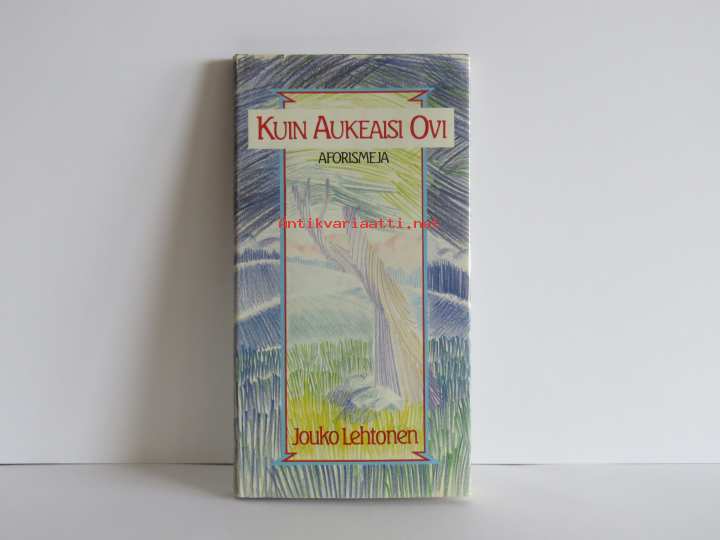 KUIN AUKEAISI OVI
AFORISMEJA
Antikvariaatti.net
Jouko Lehtonen